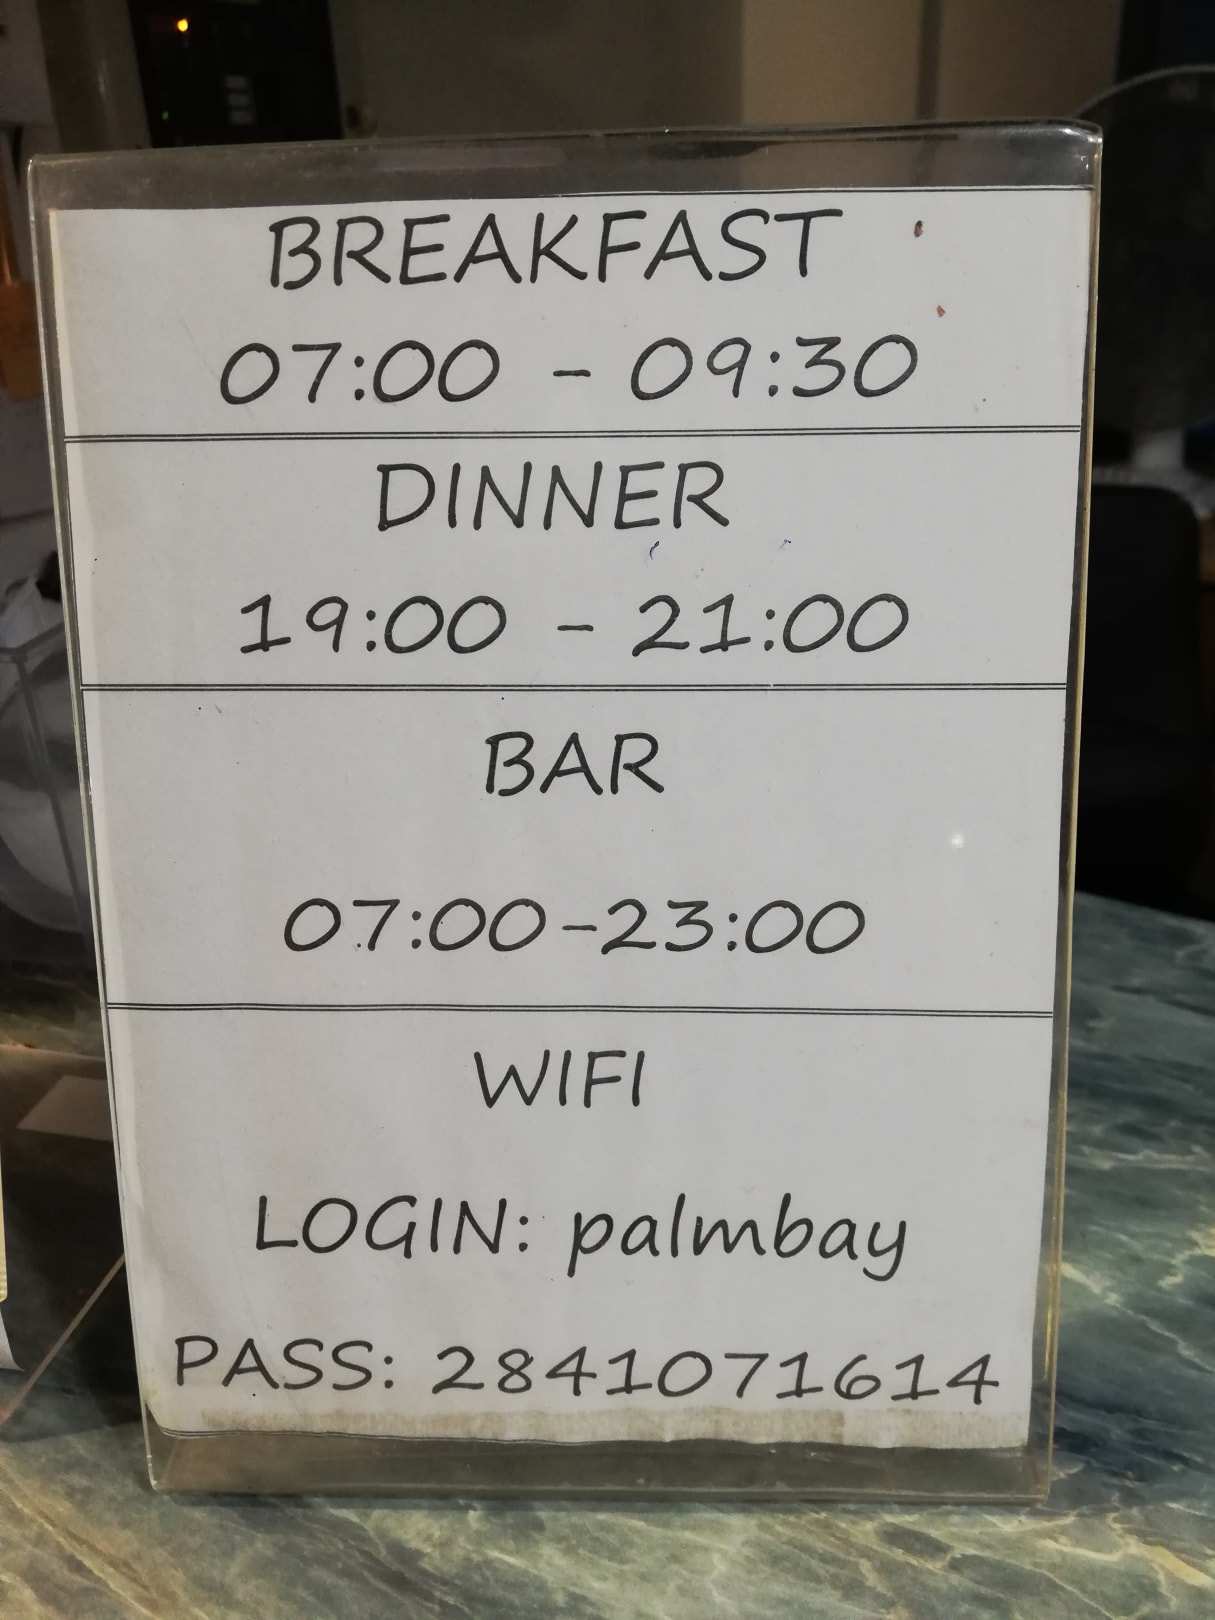 BREAKFAST
07:00 - 09:30
DINNER
19:00 - 21:00
BAR
07:00-23:00
WIFI
LOGIN: palmbay
PASS: 2841071614